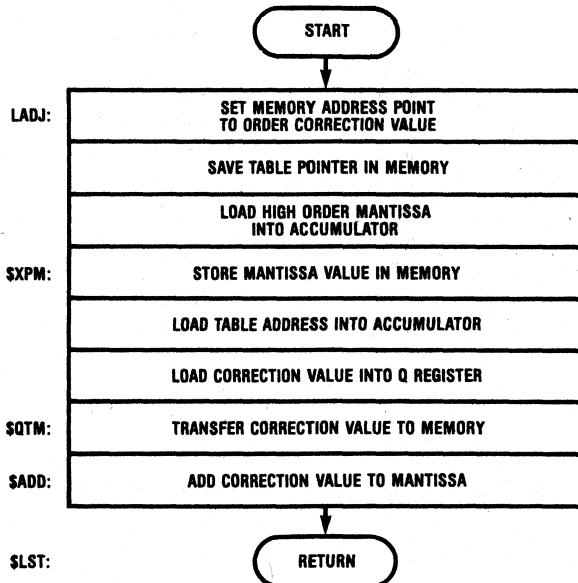 START
LADJ:
SET MEMORY ADDRESS POINT
TO ORDER CORRECTION VALUE
SAVE TABLE POINTER IN MEMORY
LOAD HIGH ORDER MANTISSA
INTO ACCUMULATOR
$XPM:
STORE MANTISSA VALUE IN MEMORY
LOAD TABLE ADDRESS INTO ACCUMULATOR
LOAD CORRECTION VALUE INTO Q REGISTER
$QTM:
TRANSFER CORRECTION VALUE TO MEMORY
$ADD:
ADD CORRECTION VALUE TO MANTISSA
$LST:
RETURN